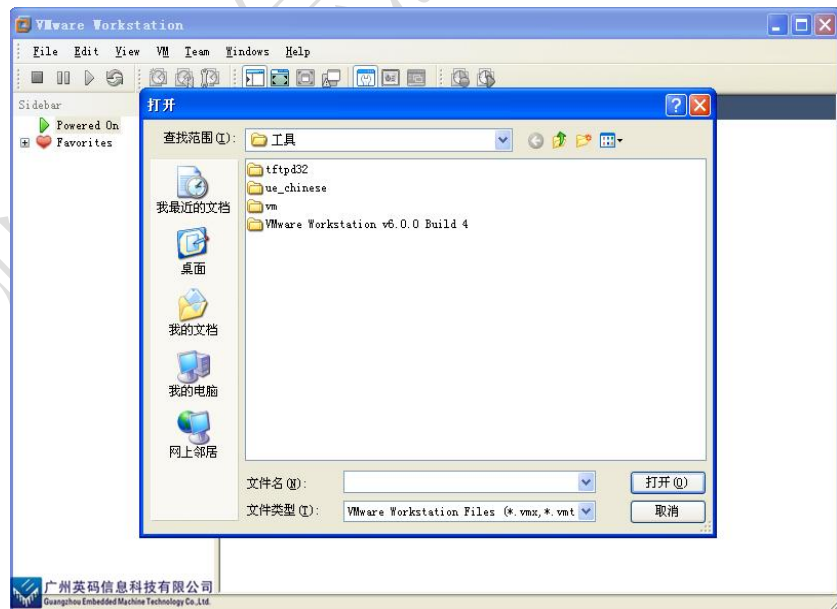 VMware Workstation
File Edit View VM Team Windows Help
Sidebar
Powered On
Favorites
打开
查找范围(I):
工具
tftpd32
ue_chinese
vm
VMware Workstation v6.0.0 Build 4
我最近的文档
桌面
我的文档
我的电脑
网上邻居
文件名(N):
打开(O)
文件类型(T):
VMware Workstation Files (*.vmx,*.vmt
取消
广州英码信息科技有限公司
Guangzhou Embedded Machine Technology Co.,Ltd.